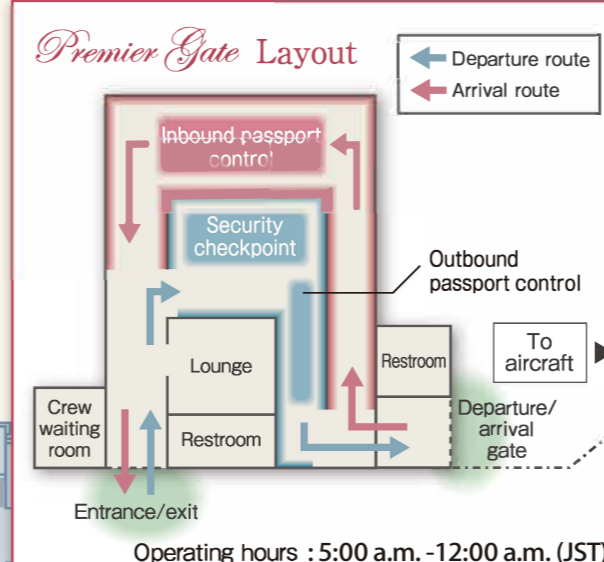 Premier Gate Layout
Departure route
Arrival route
Inbound passport
control
Security
checkpoint
Outbound
passport control
Lounge
Restroom
To
aircraft
Crew
waiting
room
Restroom
Departure/
arrival
gate
Entrance/exit
Operating hours : 5:00 a.m. -12:00 a.m. (JST)